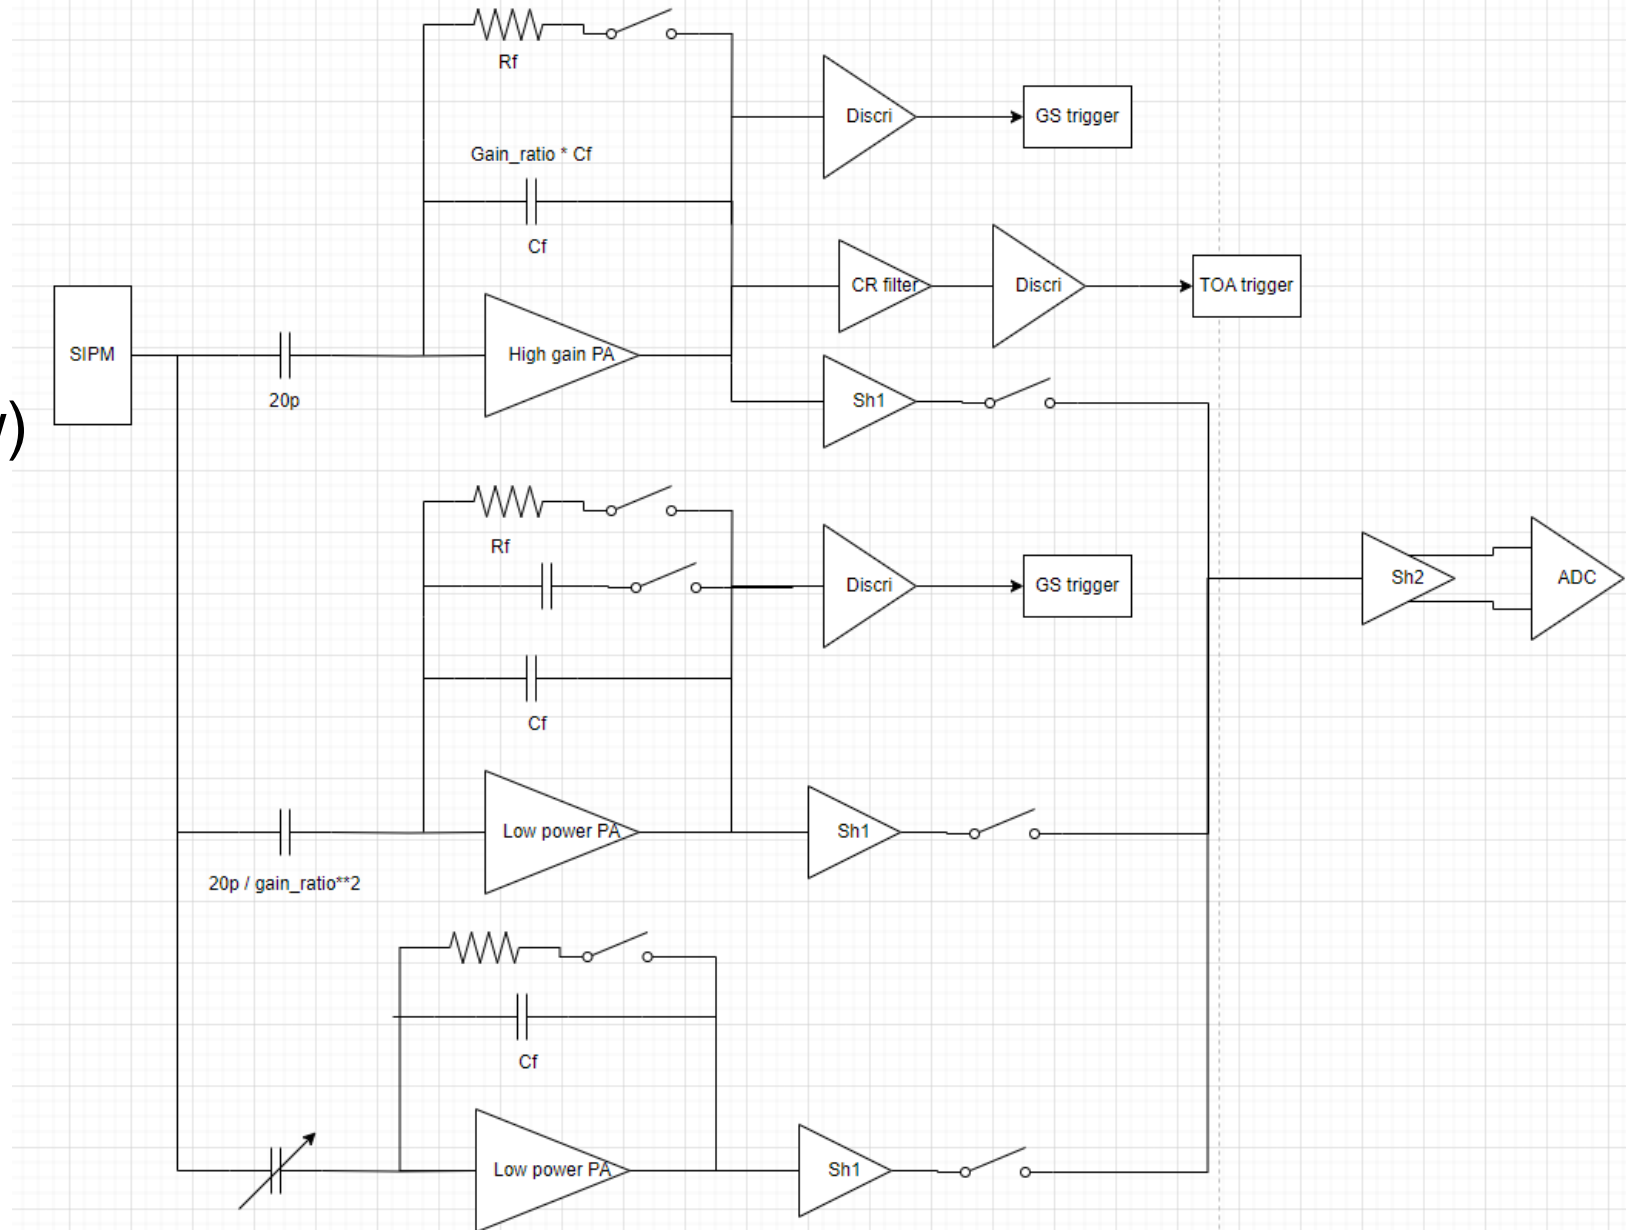 Rf
Discri
GS trigger
Gain_ratio * Cf
Cf
CR filter
Discri
TOA trigger
SIPM
High gain PA
20p
Sh1
)
Rf
Discri
GS trigger
Sh2
ADC
Cf
Low power PA
Sh1
20p / gain_ratio**2
Cf
Low power PA
Sh1